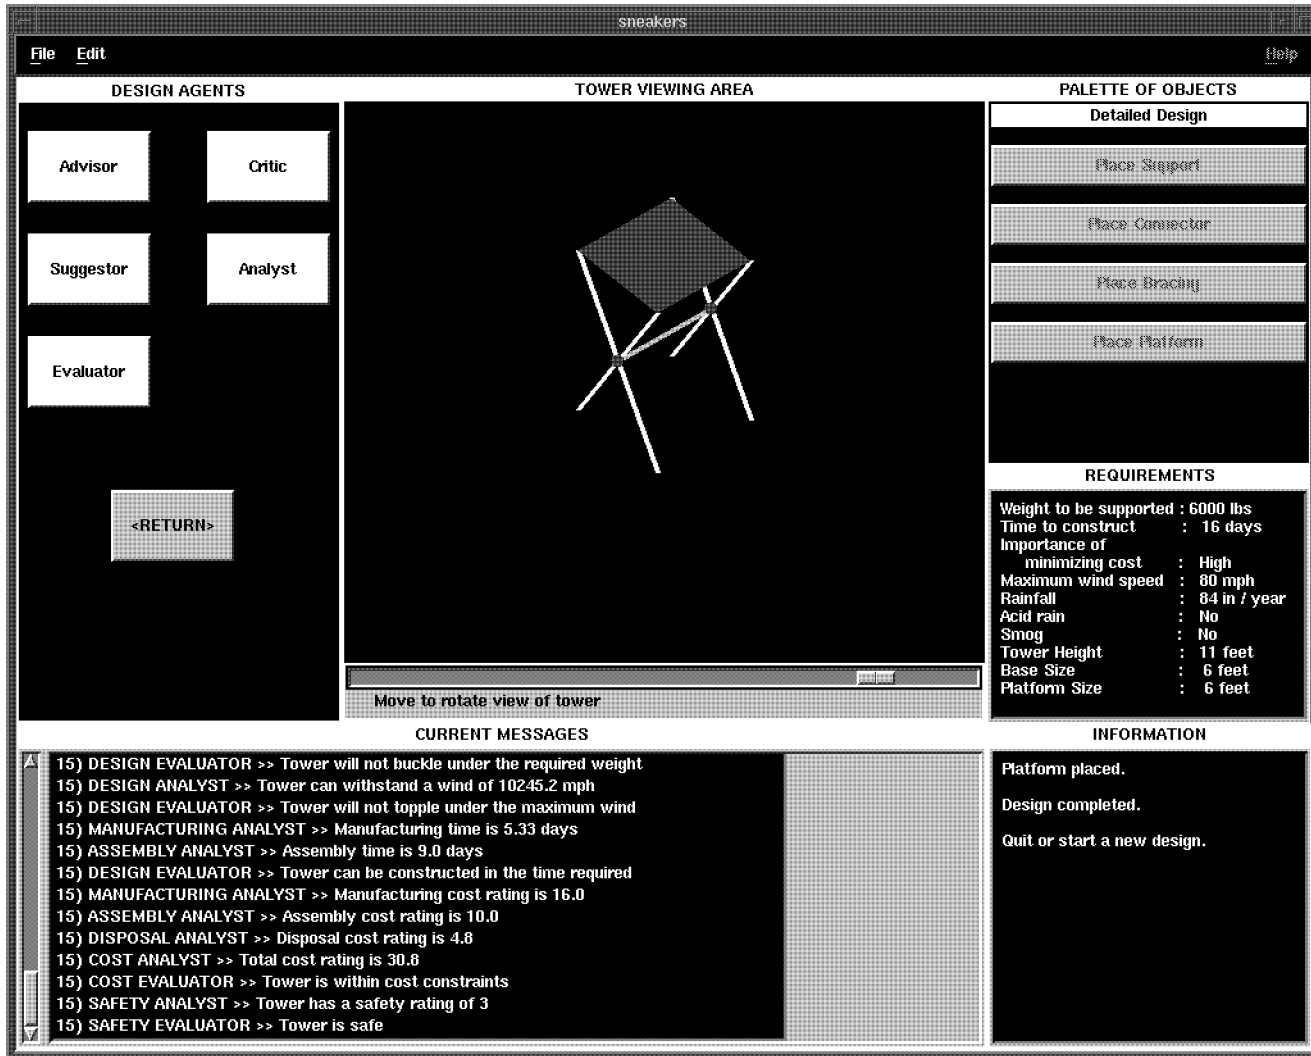 sneakers
File Edit Help
DESIGN AGENTS
Advisor
Critic
Suggestor
Analyst
Evaluator
<RETURN>
TOWER VIEWING AREA
Move to rotate view of tower
PALETTE OF OBJECTS
Detailed Design
Place Support
Place Connector
Place Bracing
Place Platform
REQUIREMENTS
Weight to be supported : 6000 lbs
Time to construct : 16 days
Importance of
minimizing cost : High
Maximum wind speed : 80 mph
Rainfall : 84 in / year
Acid rain : No
Smog : No
Tower Height : 11 feet
Base Size : 6 feet
Platform Size : 6 feet
CURRENT MESSAGES
15) DESIGN EVALUATOR >> Tower will not buckle under the required weight
15) DESIGN ANALYST >> Tower can withstand a wind of 10245.2 mph
15) DESIGN EVALUATOR >> Tower will not topple under the maximum wind
15) MANUFACTURING ANALYST >> Manufacturing time is 5.33 days
15) ASSEMBLY ANALYST >> Assembly time is 9.0 days
15) DESIGN EVALUATOR >> Tower can be constructed in the time required
15) MANUFACTURING ANALYST >> Manufacturing cost rating is 16.0
15) ASSEMBLY ANALYST >> Assembly cost rating is 10.0
15) DISPOSAL ANALYST >> Disposal cost rating is 4.8
15) COST ANALYST >> Total cost rating is 30.8
15) COST EVALUATOR >> Tower is within cost constraints
15) SAFETY ANALYST >> Tower has a safety rating of 3
15) SAFETY EVALUATOR >> Tower is safe
INFORMATION
Platform placed.
Design completed.
Quit or start a new design.